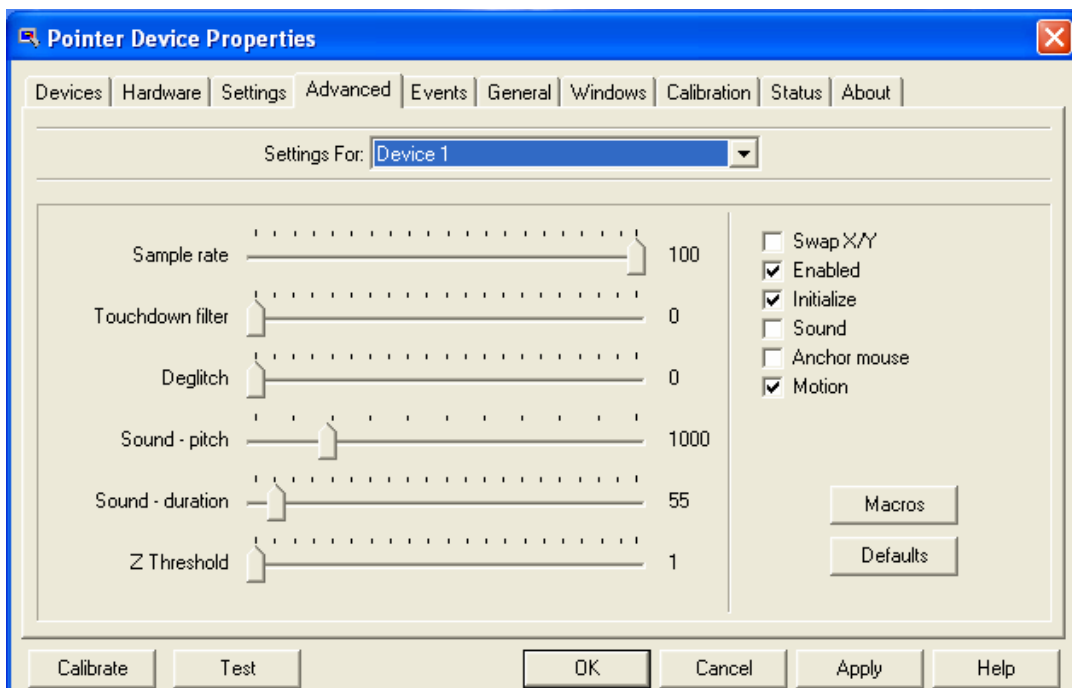 Pointer Device Properties
Devices Hardware Settings Advanced Events General Windows Calibration Status About
Settings For: Device 1
Sample rate 100
Touchdown filter 0
Deglitch 0
Sound - pitch 1000
Sound - duration 55
Z Threshold 1
Swap X/Y
Enabled
Initialize
Sound
Anchor mouse
Motion
Macros
Defaults
Calibrate Test OK Cancel Apply Help